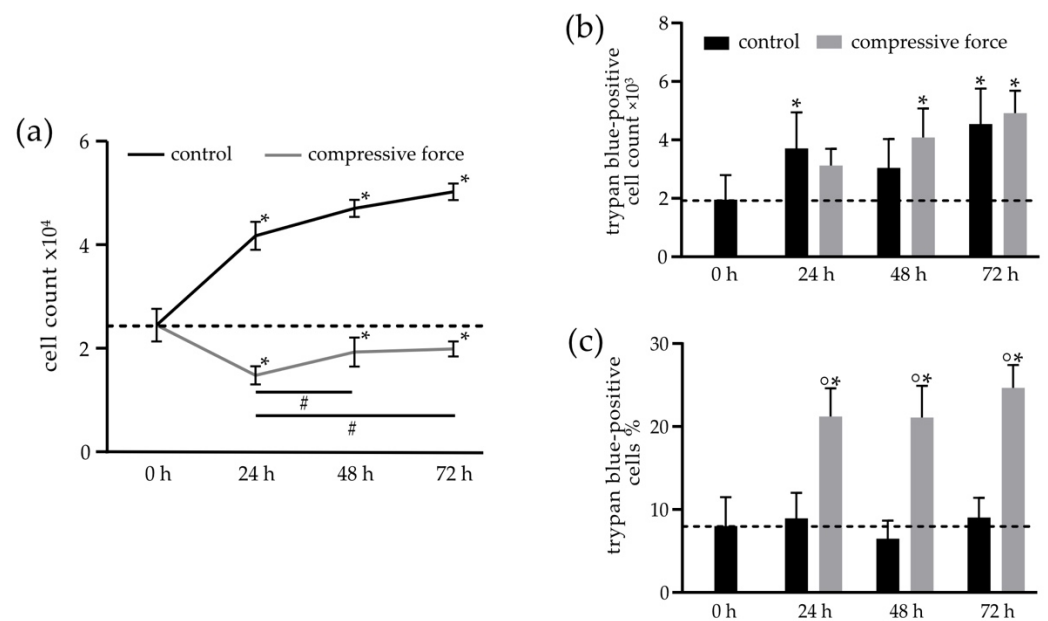 (a)
6
control compressive force
4
2
0
cell count x10⁴
* * *
* * *
#
#
0 h 24 h 48 h 72 h
(b)
8
control compressive force
6
4
2
0
trypan blue-positive
cell count ×10³
* * * *
0 h 24 h 48 h 72 h
(c)
30
20
10
0
trypan blue-positive
cells %
°* °* °*
0 h 24 h 48 h 72 h